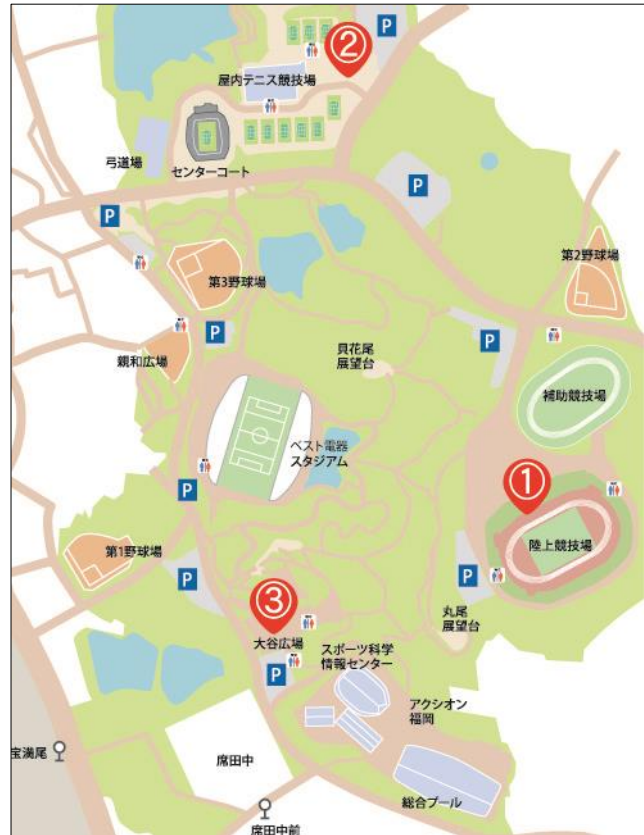 ②
P
屋内テニス競技場
弓道場
センターコート
P
P
第2野球場
第3野球場
P
P
親和広場
貝花尾
展望台
補助競技場
ベスト電器
スタジアム
①
P
陸上競技場
第1野球場
P
P
③
丸尾
展望台
大谷広場
P
スポーツ科学
情報センター
アクシオン
福岡
宝満尾
席田中
総合プール
席田中前